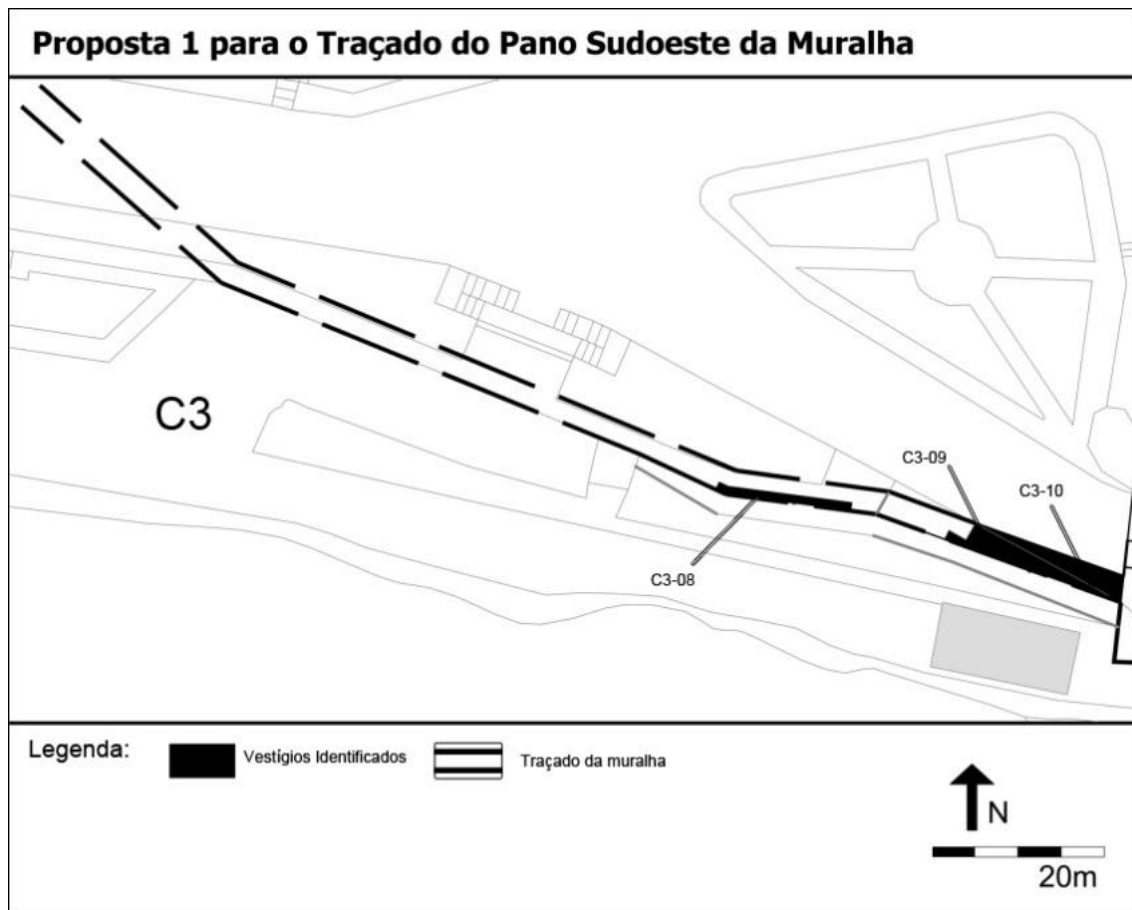 Proposta 1 para o Traçado do Pano Sudoeste da Muralha
C3
C3-09
C3-10
C3-08
Legenda:
Vestígios Identificados
Traçado da muralha
N
20m